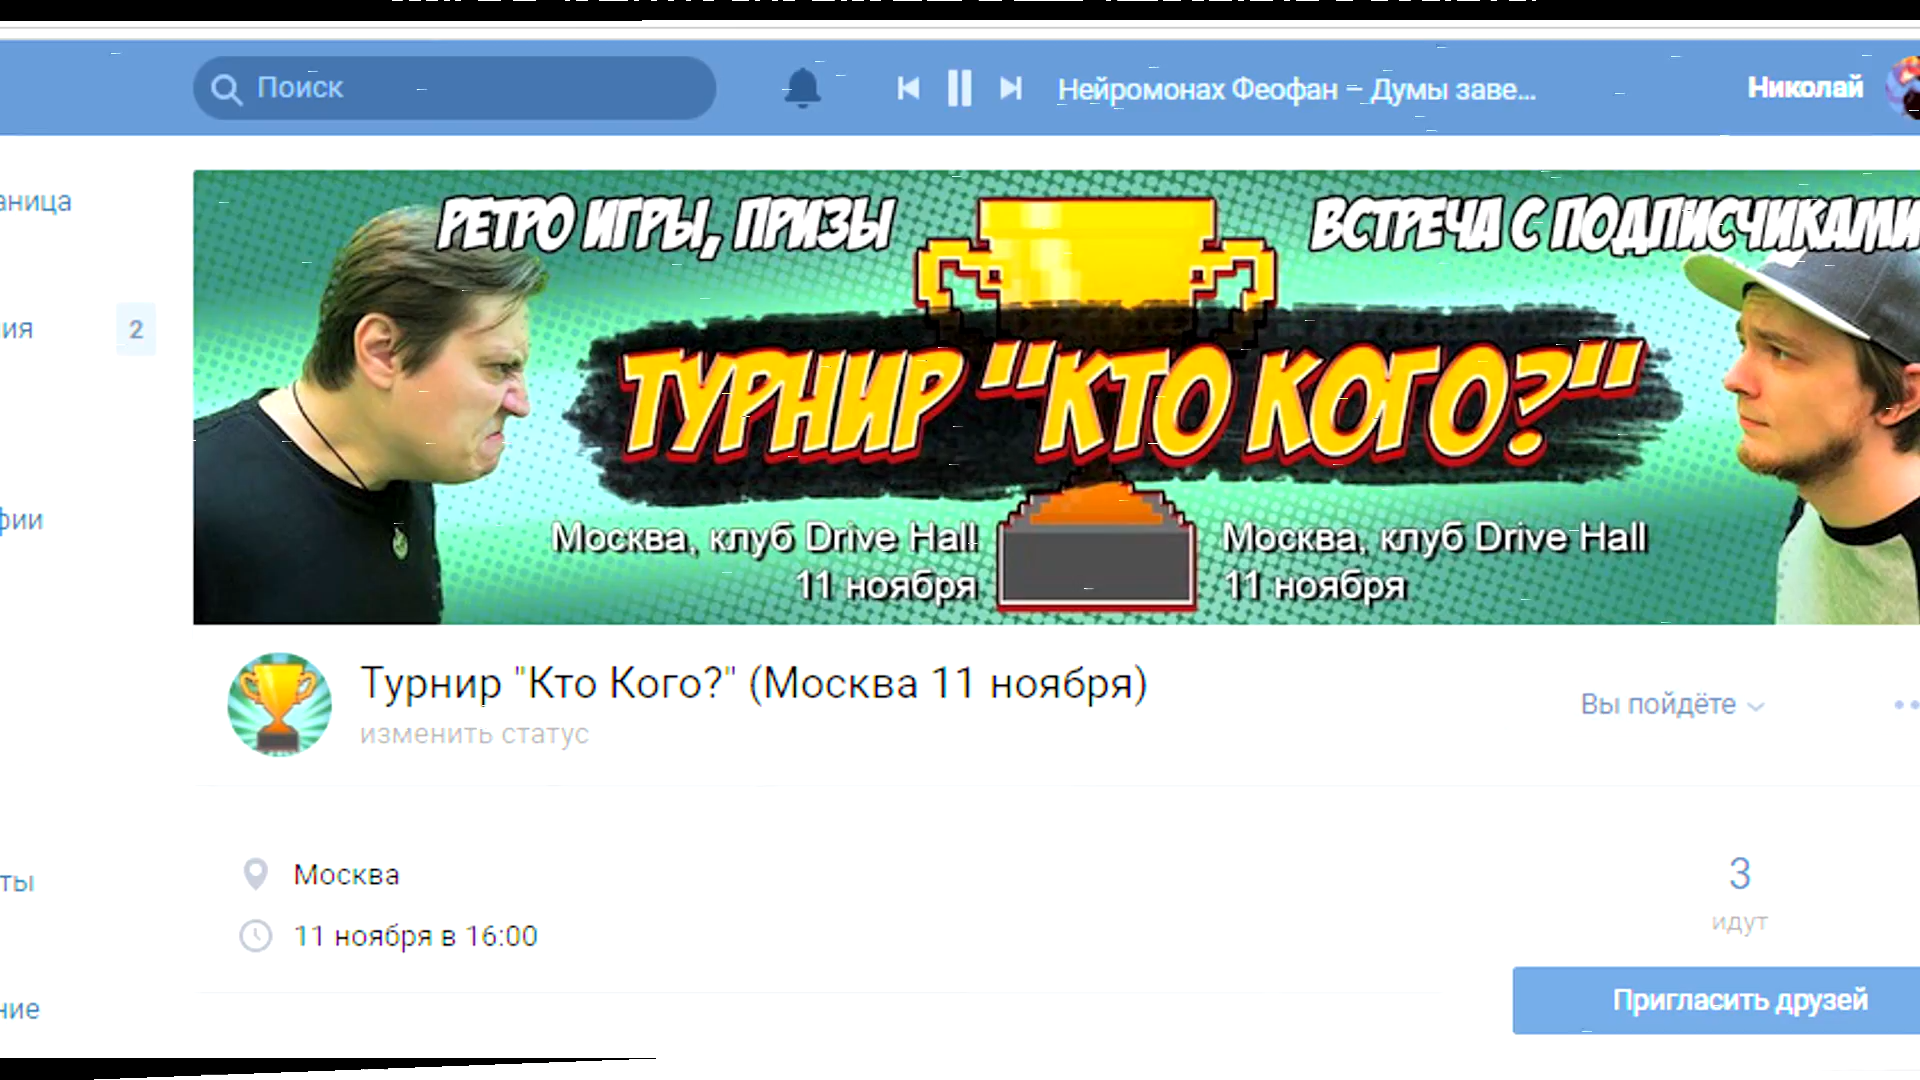 Поиск
Нейромонах Феофан – Думы заве...
Николай
аница
ия
2
фии
ты
ние
РЕТРО ИГРЫ, ПРИЗЫ
ВСТРЕЧА С ПОДПИСЧИКАМИ
ТУРНИР "КТО КОГО?"
Москва, клуб Drive Hall
11 ноября
Москва, клуб Drive Hall
11 ноября
Турнир "Кто Кого?" (Москва 11 ноября)
изменить статус
Вы пойдёте
Москва
11 ноября в 16:00
3
идут
Пригласить друзей